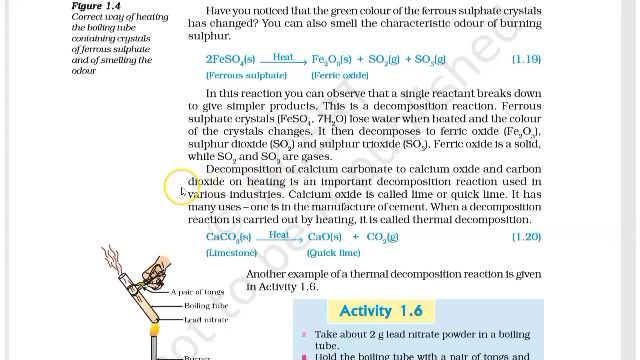 Figure 1.4
Correct way of heating
the boiling tube
containing crystals
of ferrous sulphate
and of smelling the
odour
Have you noticed that the green colour of the ferrous sulphate crystals
has changed? You can also smell the characteristic odour of burning
sulphur.
2FeSO₄(s) —Heat→ Fe₂O₃(s) + SO₂(g) + SO₃(g) (1.19)
(Ferrous sulphate) (Ferric oxide)
In this reaction you can observe that a single reactant breaks down
to give simpler products. This is a decomposition reaction. Ferrous
sulphate crystals (FeSO₄, 7H₂O) lose water when heated and the colour
of the crystals changes. It then decomposes to ferric oxide (Fe₂O₃),
sulphur dioxide (SO₂) and sulphur trioxide (SO₃). Ferric oxide is a solid,
while SO₂ and SO₃ are gases.
Decomposition of calcium carbonate to calcium oxide and carbon
dioxide on heating is an important decomposition reaction used in
various industries. Calcium oxide is called lime or quick lime. It has
many uses – one is in the manufacture of cement. When a decomposition
reaction is carried out by heating, it is called thermal decomposition.
CaCO₃(s) —Heat→ CaO(s) + CO₂(g) (1.20)
(Limestone) (Quick lime)
Another example of a thermal decomposition reaction is given
in Activity 1.6.
A pair of tongs
Boiling tube
Lead nitrate
Burner
Activity 1.6
Take about 2 g lead nitrate powder in a boiling
tube.
Hold the boiling tube with a pair of tongs and